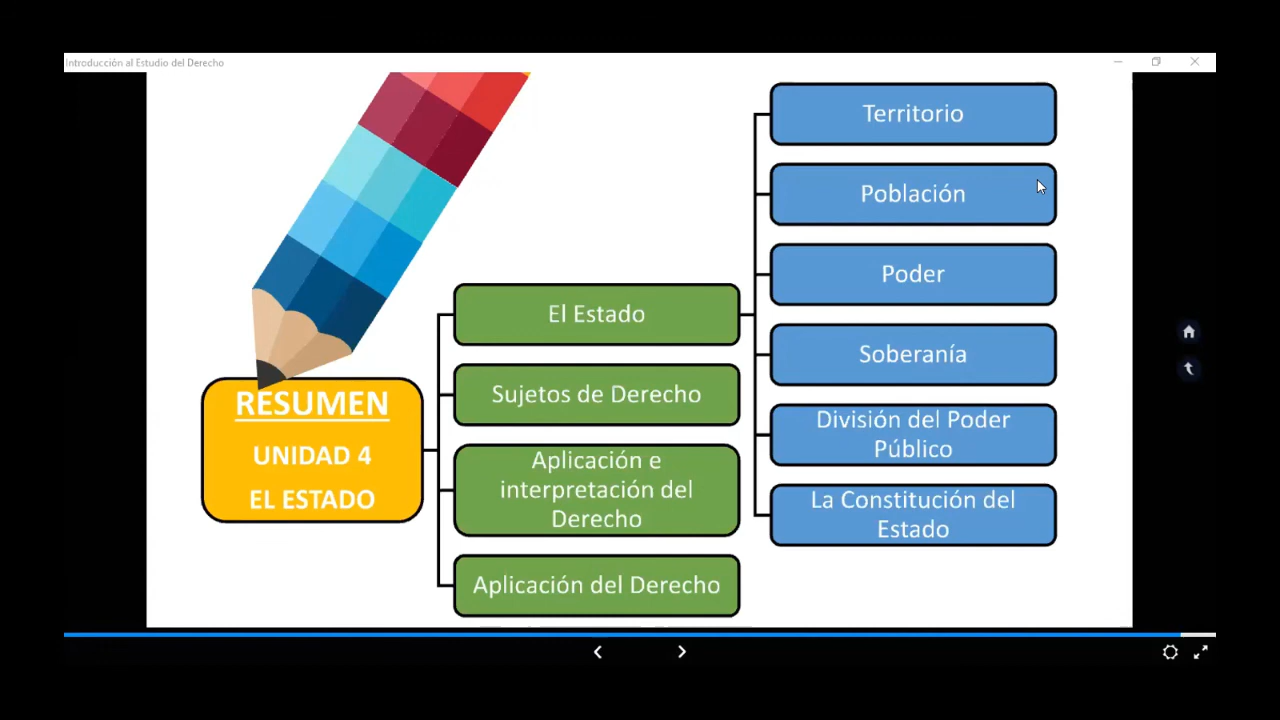 Introducción al Estudio del Derecho
RESUMEN
UNIDAD 4
EL ESTADO
El Estado
Sujetos de Derecho
Aplicación e
interpretación del
Derecho
Aplicación del Derecho
Territorio
Población
Poder
Soberanía
División del Poder
Público
La Constitución del
Estado